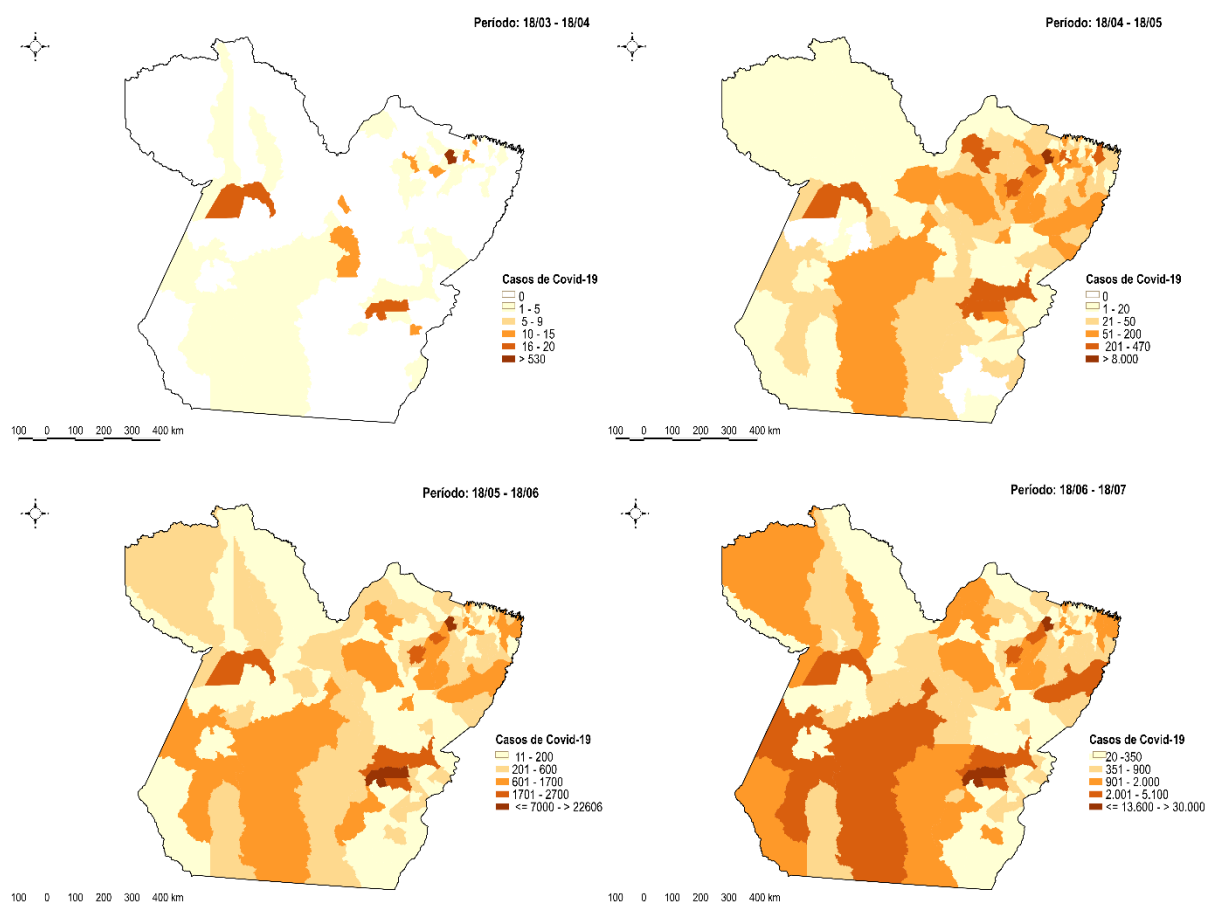 Período: 18/03 - 18/04
Casos de Covid-19
0
1 - 5
5 - 9
10 - 15
16 - 20
> 530
100 0 100 200 300 400 km
Período: 18/04 - 18/05
Casos de Covid-19
0
1 - 20
21 - 50
51 - 200
201 - 470
> 8.000
100 0 100 200 300 400 km
Período: 18/05 - 18/06
Casos de Covid-19
11 - 200
201 - 600
601 - 1700
1701 - 2700
<= 7000 - > 22606
100 0 100 200 300 400 km
Período: 18/06 - 18/07
Casos de Covid-19
20 -350
351 - 900
901 - 2.000
2.001 - 5.100
<= 13.600 - > 30.000
100 0 100 200 300 400 km